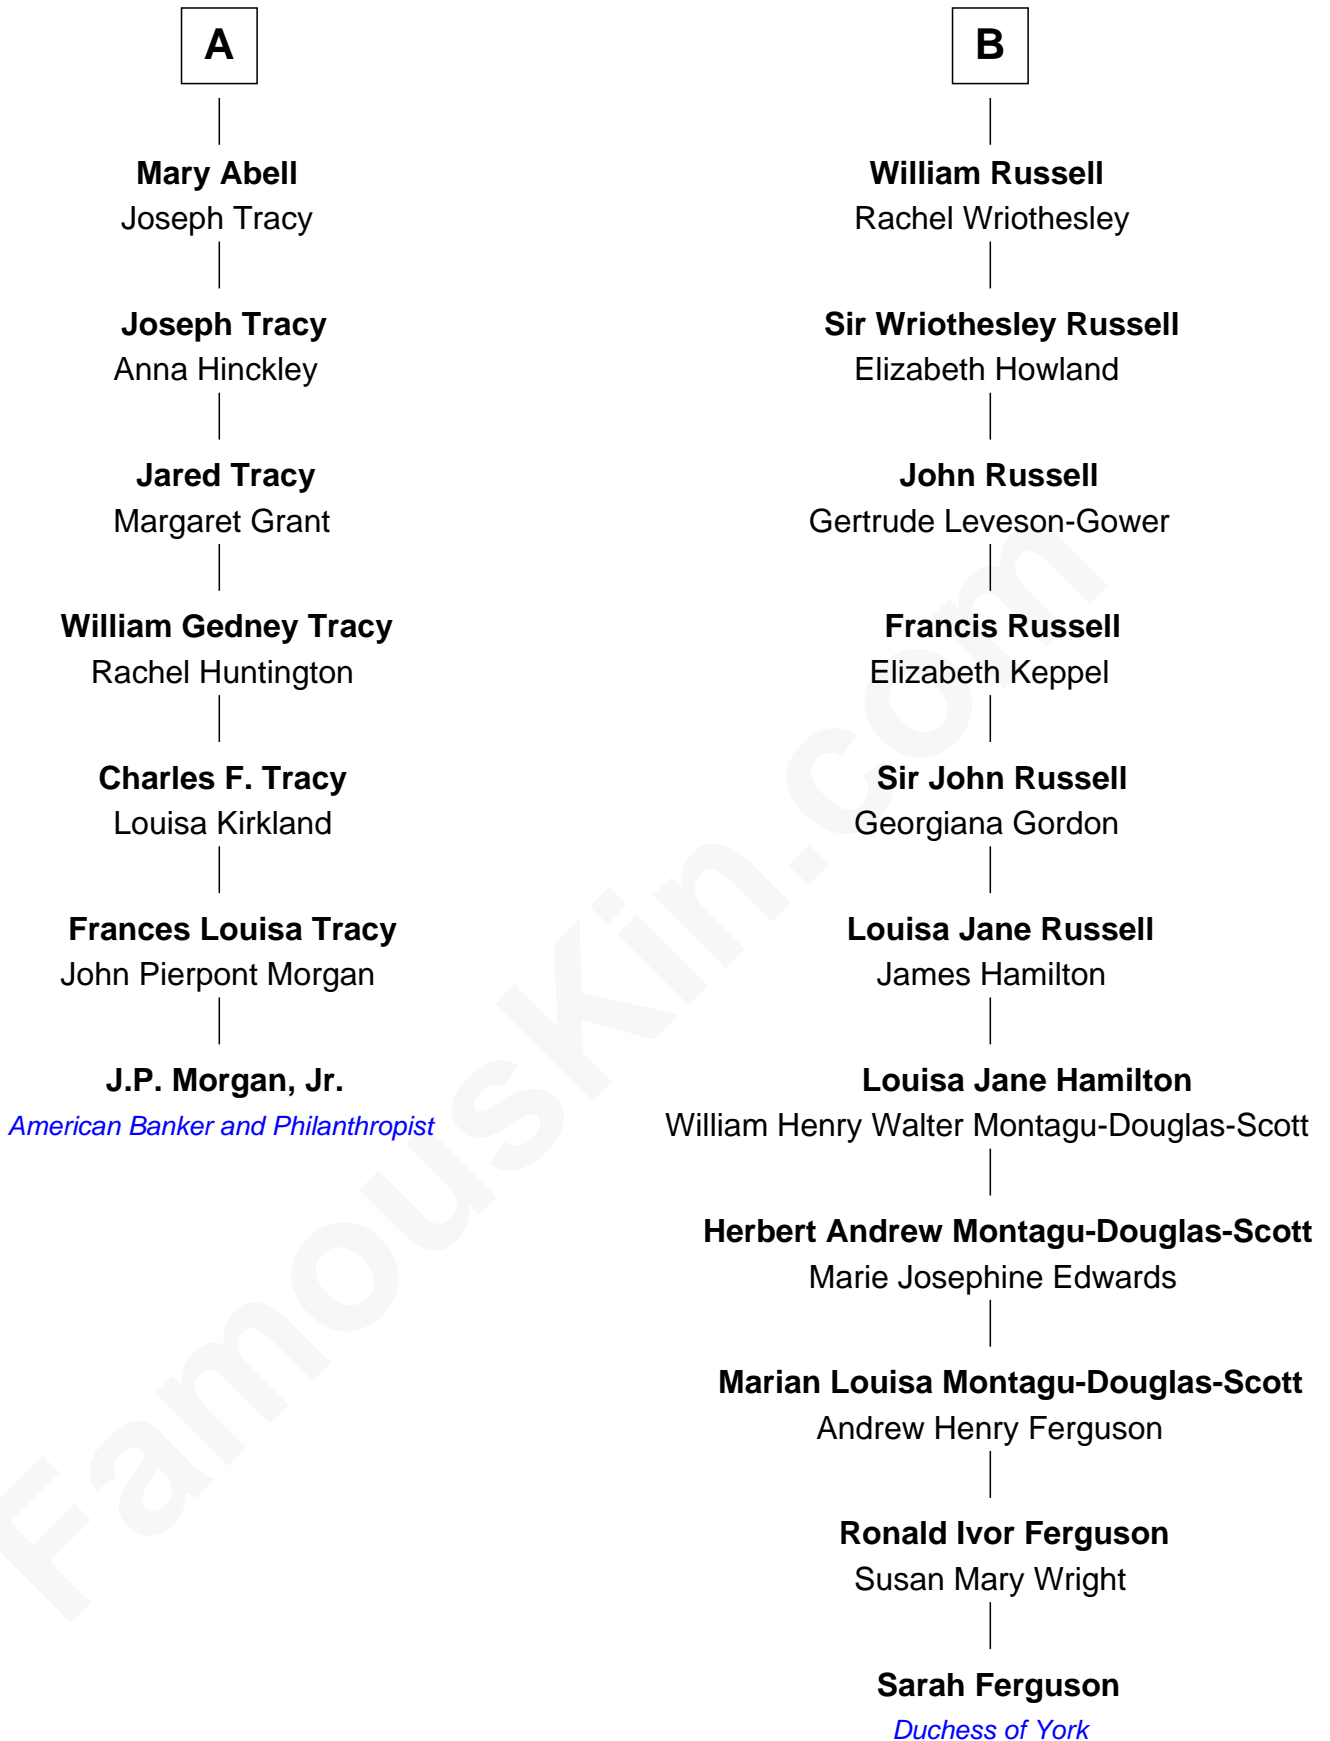 A
Mary Abell
Joseph Tracy
Joseph Tracy
Anna Hinckley
Jared Tracy
Margaret Grant
William Gedney Tracy
Rachel Huntington
Charles F. Tracy
Louisa Kirkland
Frances Louisa Tracy
John Pierpont Morgan
J.P. Morgan, Jr.
American Banker and Philanthropist
B
William Russell
Rachel Wriothesley
Sir Wriothesley Russell
Elizabeth Howland
John Russell
Gertrude Leveson-Gower
Francis Russell
Elizabeth Keppel
Sir John Russell
Georgiana Gordon
Louisa Jane Russell
James Hamilton
Louisa Jane Hamilton
William Henry Walter Montagu-Douglas-Scott
Herbert Andrew Montagu-Douglas-Scott
Marie Josephine Edwards
Marian Louisa Montagu-Douglas-Scott
Andrew Henry Ferguson
Ronald Ivor Ferguson
Susan Mary Wright
Sarah Ferguson
Duchess of York
FamousKin.com